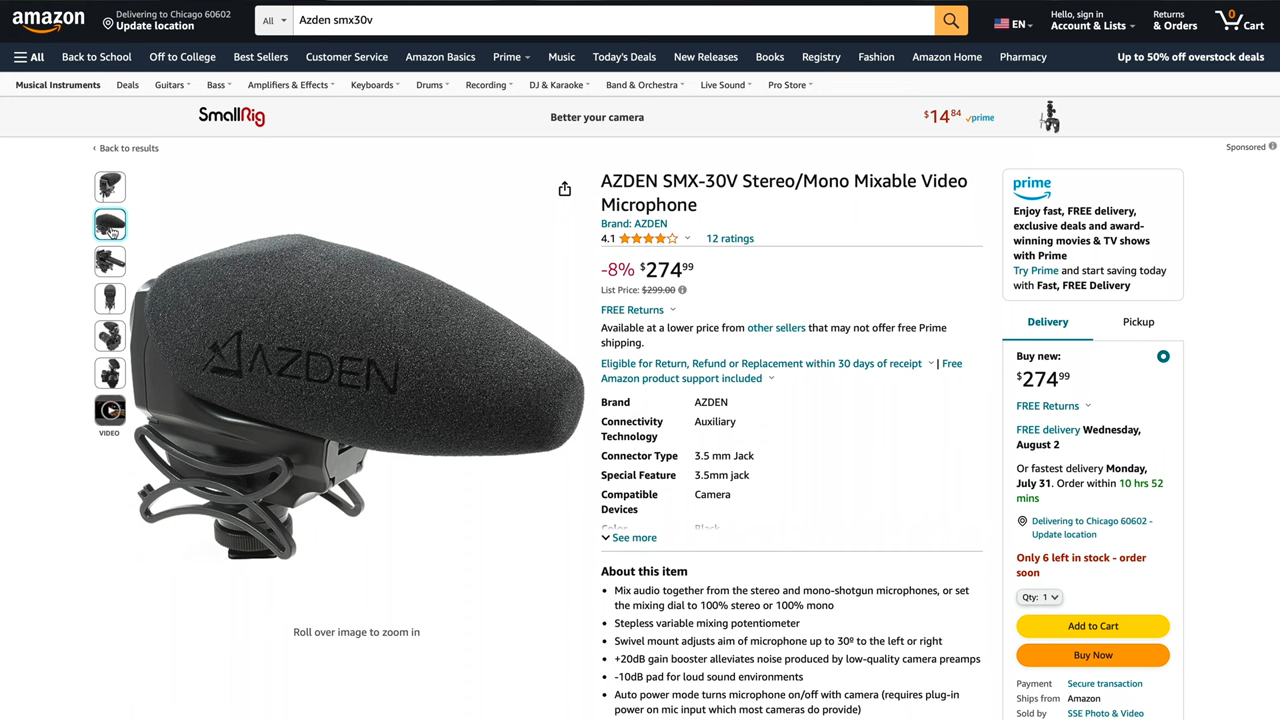 amazon
Delivering to Chicago 60602
Update location
All
Azden smx30v
EN
Hello, sign in
Account & Lists
Returns
& Orders
0
Cart
All
Back to School
Off to College
Best Sellers
Customer Service
Amazon Basics
Prime
Music
Today's Deals
New Releases
Books
Registry
Fashion
Amazon Home
Pharmacy
Up to 50% off overstock deals
Musical Instruments
Deals
Guitars
Bass
Amplifiers & Effects
Keyboards
Drums
Recording
DJ & Karaoke
Band & Orchestra
Live Sound
Pro Store
SmallRig
Better your camera
$14 84 prime
‹ Back to results
Sponsored
VIDEO
AZDEN
Roll over image to zoom in
AZDEN SMX-30V Stereo/Mono Mixable Video
Microphone
Brand: AZDEN
4.1
12 ratings
-8% $274 99
List Price: $299.00
FREE Returns
Available at a lower price from other sellers that may not offer free Prime
shipping.
Eligible for Return, Refund or Replacement within 30 days of receipt | Free
Amazon product support included
Brand AZDEN
Connectivity Auxiliary
Technology
Connector Type 3.5 mm Jack
Special Feature 3.5mm jack
Compatible Camera
Devices
Color Black
See more
About this item
• Mix audio together from the stereo and mono-shotgun microphones, or set
the mixing dial to 100% stereo or 100% mono
• Stepless variable mixing potentiometer
• Swivel mount adjusts aim of microphone up to 30º to the left or right
• +20dB gain booster alleviates noise produced by low-quality camera preamps
• -10dB pad for loud sound environments
• Auto power mode turns microphone on/off with camera (requires plug-in
power on mic input which most cameras do provide)
prime
Enjoy fast, FREE delivery,
exclusive deals and award-
winning movies & TV shows
with Prime
Try Prime and start saving today
with Fast, FREE Delivery
Delivery
Pickup
Buy new:
$274 99
FREE Returns
FREE delivery Wednesday,
August 2
Or fastest delivery Monday,
July 31. Order within 10 hrs 52
mins
Delivering to Chicago 60602 -
Update location
Only 6 left in stock - order
soon
Qty: 1
Add to Cart
Buy Now
Payment Secure transaction
Ships from Amazon
Sold by SSE Photo & Video